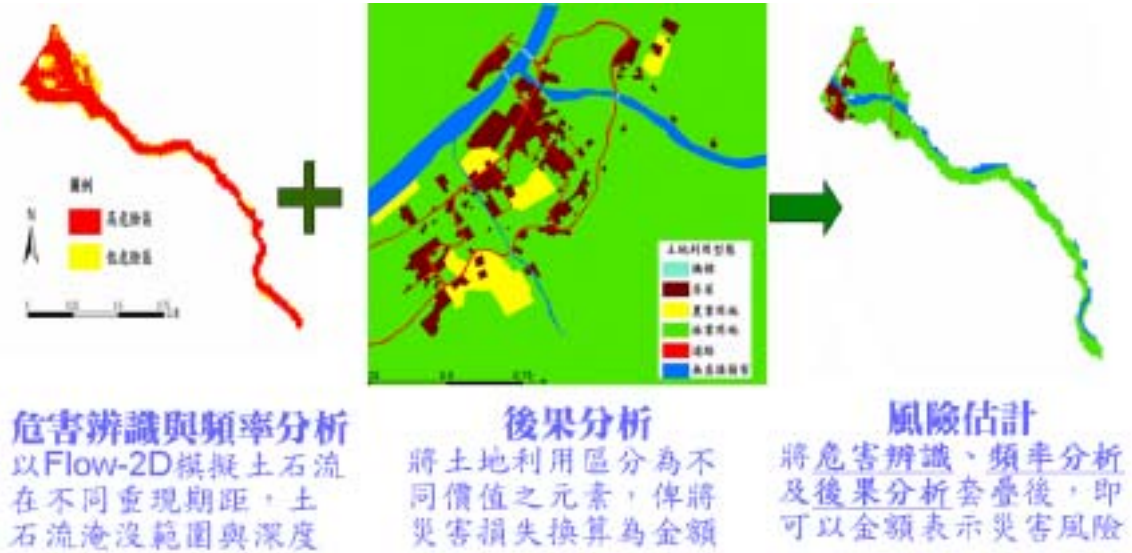 圖例
N
高危險區
低危險區
土地利用型態
橋樑
房屋
農業用地
林業用地
道路
危害辨識與頻率分析
以Flow-2D模擬土石流
在不同重現期距，土
石流淹沒範圍與深度
後果分析
將土地利用區分為不
同價值之元素，俾將
災害損失換算為金額
風險估計
將危害辨識、頻率分析
及後果分析套疊後，即
可以金額表示災害風險